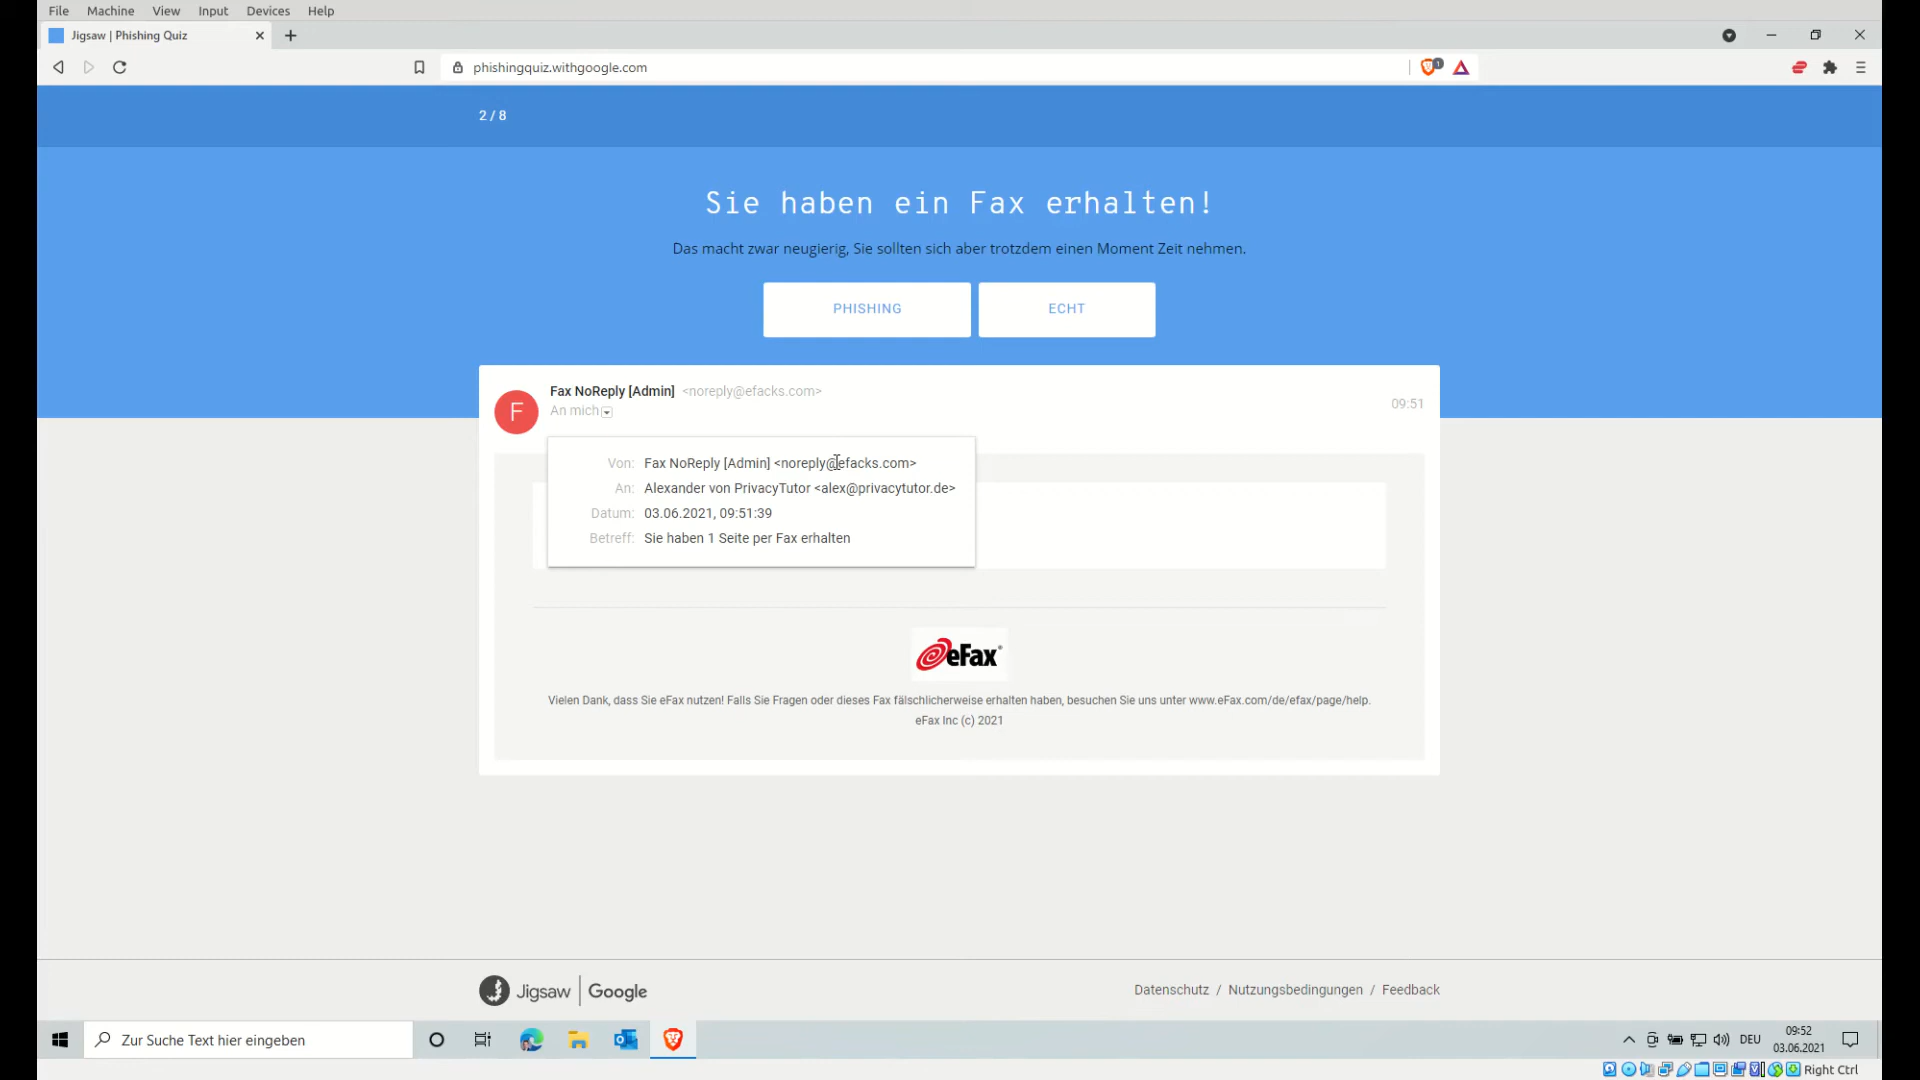 File Machine View Input Devices Help
Jigsaw | Phishing Quiz
phishingquiz.withgoogle.com
1
2 / 8
Sie haben ein Fax erhalten!
Das macht zwar neugierig, Sie sollten sich aber trotzdem einen Moment Zeit nehmen.
PHISHING ECHT
F
Fax NoReply [Admin] <noreply@efacks.com>
An mich
09:51
Von: Fax NoReply [Admin] <noreply@efacks.com>
An: Alexander von PrivacyTutor <alex@privacytutor.de>
Datum: 03.06.2021, 09:51:39
Betreff: Sie haben 1 Seite per Fax erhalten
eFax®
Vielen Dank, dass Sie eFax nutzen! Falls Sie Fragen oder dieses Fax fälschlicherweise erhalten haben, besuchen Sie uns unter www.eFax.com/de/efax/page/help.
eFax Inc (c) 2021
Jigsaw | Google
Datenschutz / Nutzungsbedingungen / Feedback
Zur Suche Text hier eingeben
DEU
09:52
03.06.2021
Right Ctrl